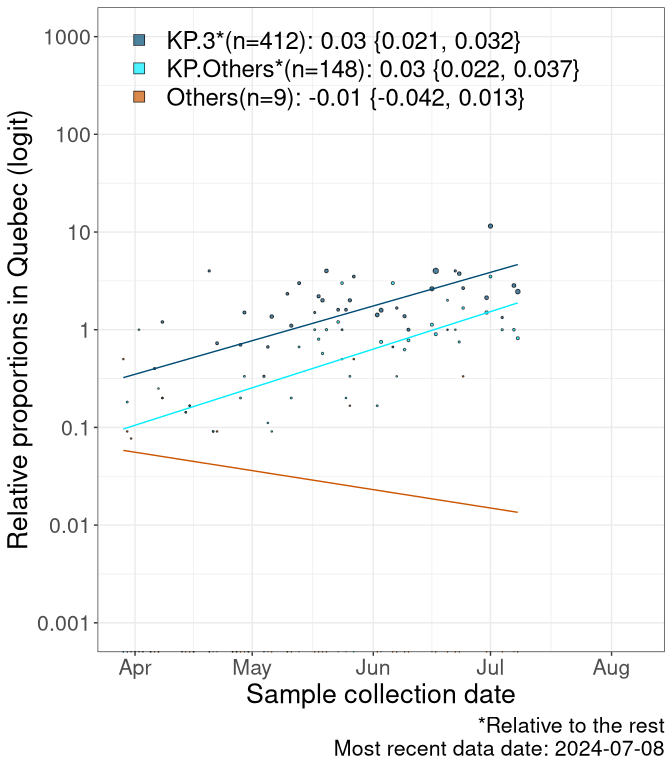 KP.3*(n=412): 0.03 {0.021, 0.032}
KP.Others*(n=148): 0.03 {0.022, 0.037}
Others(n=9): -0.01 {-0.042, 0.013}
Relative proportions in Quebec (logit)
1000
100
10
1
0.1
0.01
0.001
Apr May Jun Jul Aug
Sample collection date
*Relative to the rest
Most recent data date: 2024-07-08